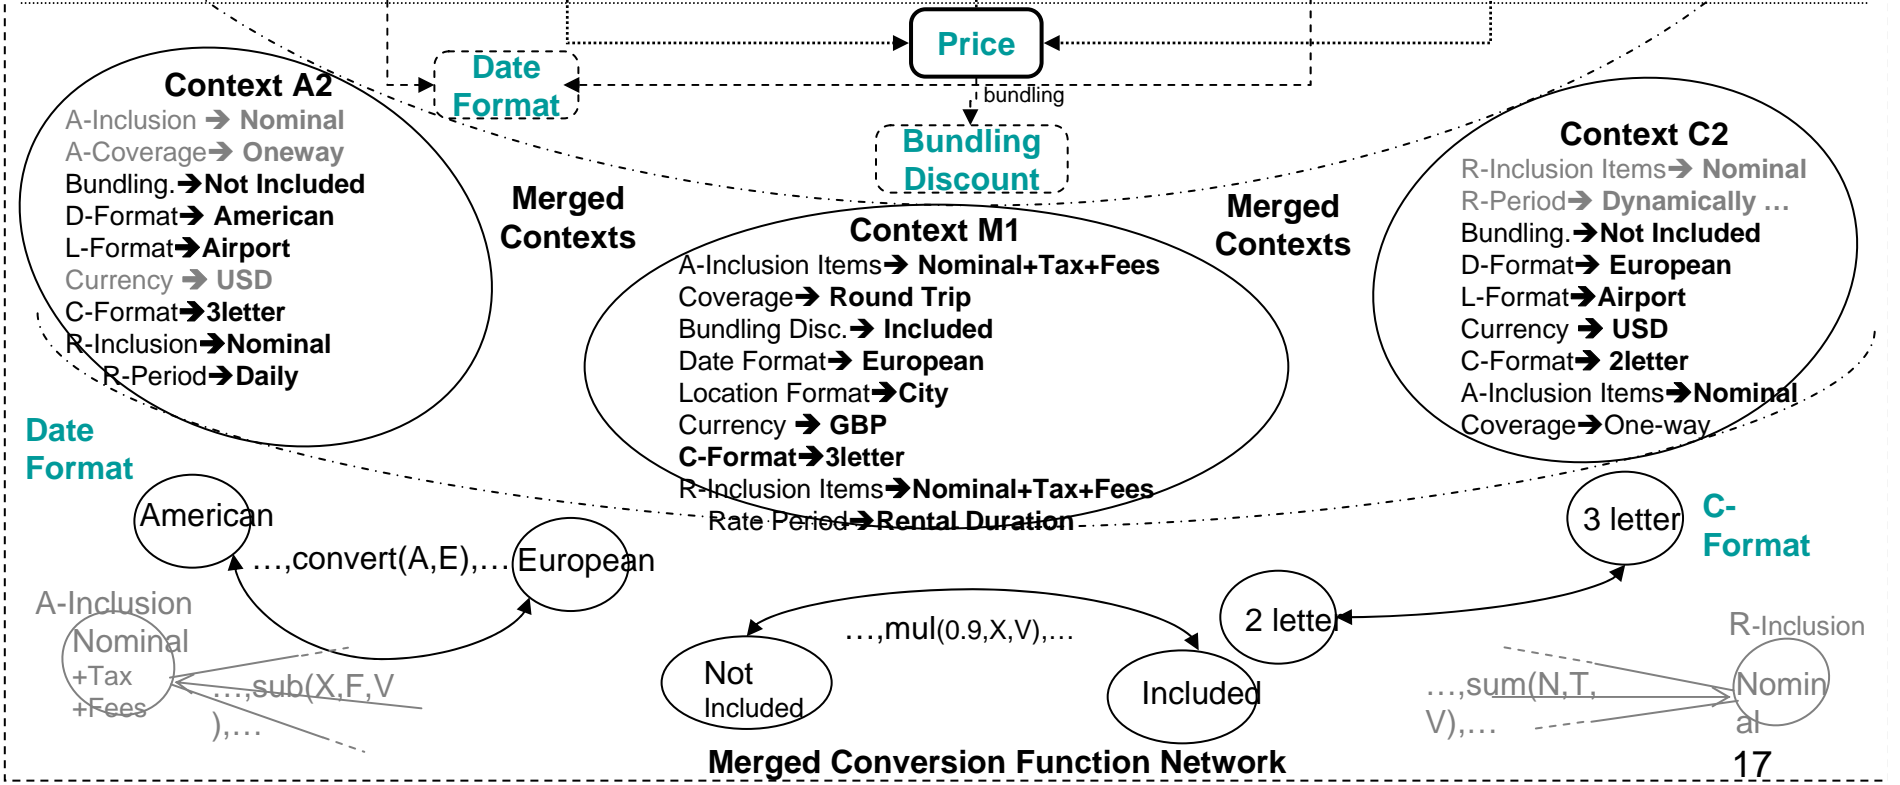 Price
Date
Format
bundling
Bundling
Discount
Context A2
A-Inclusion ➔ Nominal
A-Coverage➔ Oneway
Bundling.➔Not Included
D-Format➔ American
L-Format➔Airport
Currency ➔ USD
C-Format➔3letter
R-Inclusion➔Nominal
R-Period➔Daily
Merged
Contexts
Context M1
A-Inclusion Items➔ Nominal+Tax+Fees
Coverage➔ Round Trip
Bundling Disc.➔ Included
Date Format➔ European
Location Format➔City
Currency ➔ GBP
C-Format➔3letter
R-Inclusion Items➔Nominal+Tax+Fees
Rate Period➔Rental Duration
Merged
Contexts
Context C2
R-Inclusion Items➔ Nominal
R-Period➔ Dynamically …
Bundling.➔Not Included
D-Format➔ European
L-Format➔Airport
Currency ➔ USD
C-Format➔ 2letter
A-Inclusion Items➔Nominal
Coverage➔One-way
Date
Format
American
…,convert(A,E),…
European
A-Inclusion
Nominal
+Tax
+Fees
…,sub(X,F,V
),…
Not
Included
…,mul(0.9,X,V),…
Included
2 letter
3 letter
C-
Format
R-Inclusion
…,sum(N,T,
V),…
Nomin
al
Merged Conversion Function Network
17